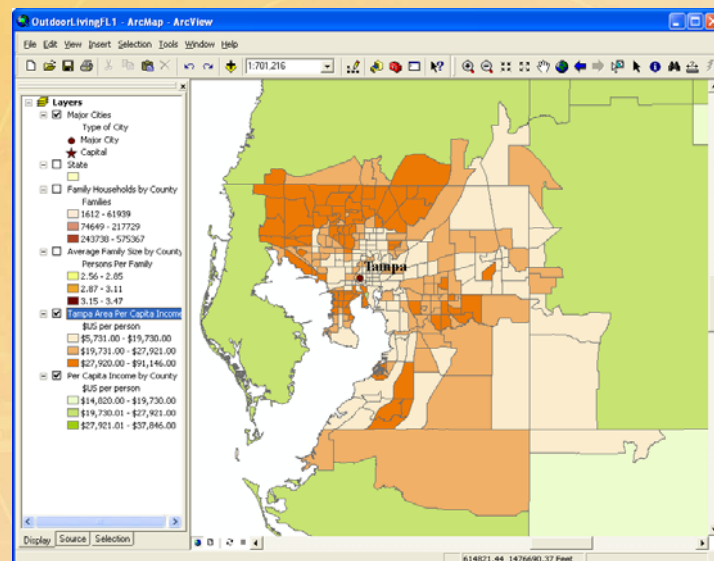 OutdoorLivingFL1 - ArcMap - ArcView
File Edit View Insert Selection Tools Window Help
1:701,216
Layers
Major Cities
Type of City
Major City
Capital
State
Family Households by County
Families
1612 - 61939
74649 - 217729
243738 - 575367
Average Family Size by County
Persons Per Family
2.56 - 2.85
2.87 - 3.11
3.15 - 3.47
Tampa Area Per Capita Income
$US per person
$5,731.00 - $19,730.00
$19,731.00 - $27,921.00
$27,920.00 - $91,146.00
Per Capita Income by County
$US per person
$14,820.00 - $19,730.00
$19,730.01 - $27,921.00
$27,921.01 - $37,846.00
Tampa
Display Source Selection
614821.44 1476690.37 Feet